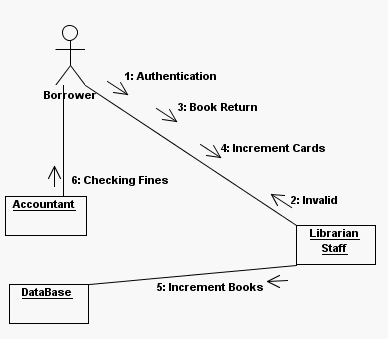 1: Authentication
Borrower
3: Book Return
4: Increment Cards
6: Checking Fines
2: Invalid
Accountant
Librarian
Staff
5: Increment Books
DataBase